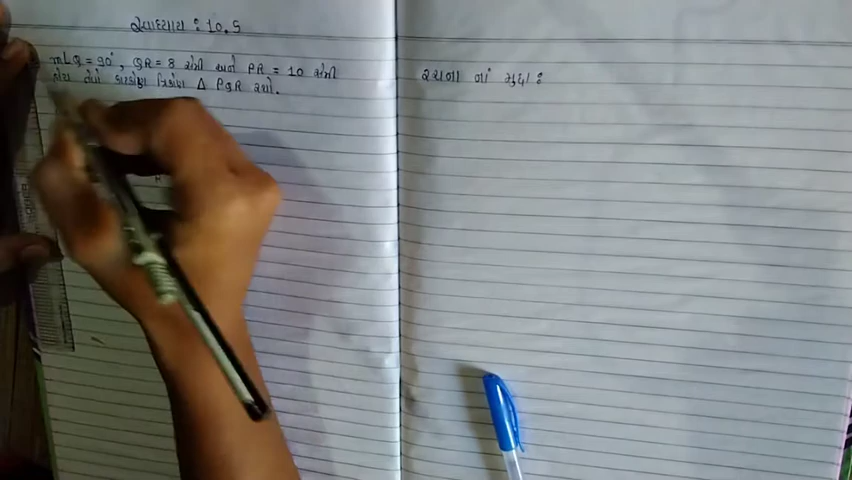 સ્વાધ્યાય : 10.5
m∠Q = 90°, QR = 8 સેમી અને PR = 10 સેમી
હોય તેવો કાટકોણ ત્રિકોણ Δ PQR રચો.
રચના નાં મુદ્દા :